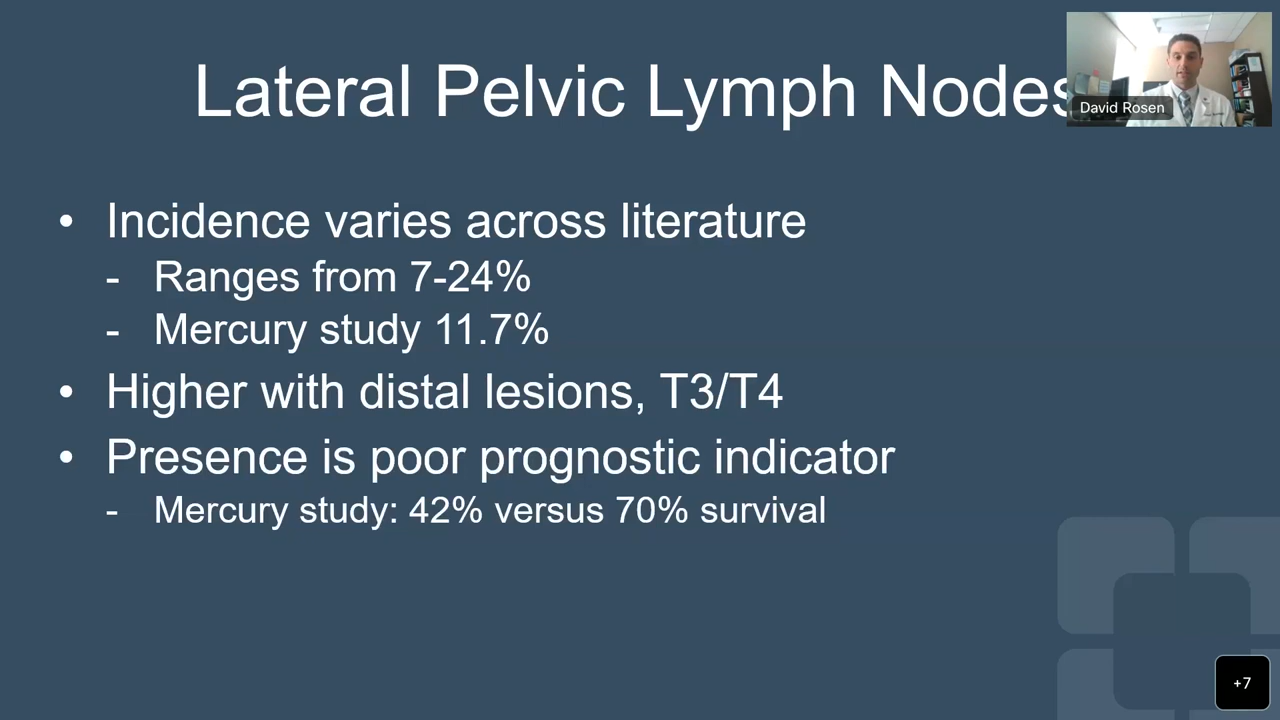 Lateral Pelvic Lymph Nodes
David Rosen
• Incidence varies across literature
- Ranges from 7-24%
- Mercury study 11.7%
• Higher with distal lesions, T3/T4
• Presence is poor prognostic indicator
- Mercury study: 42% versus 70% survival
+7